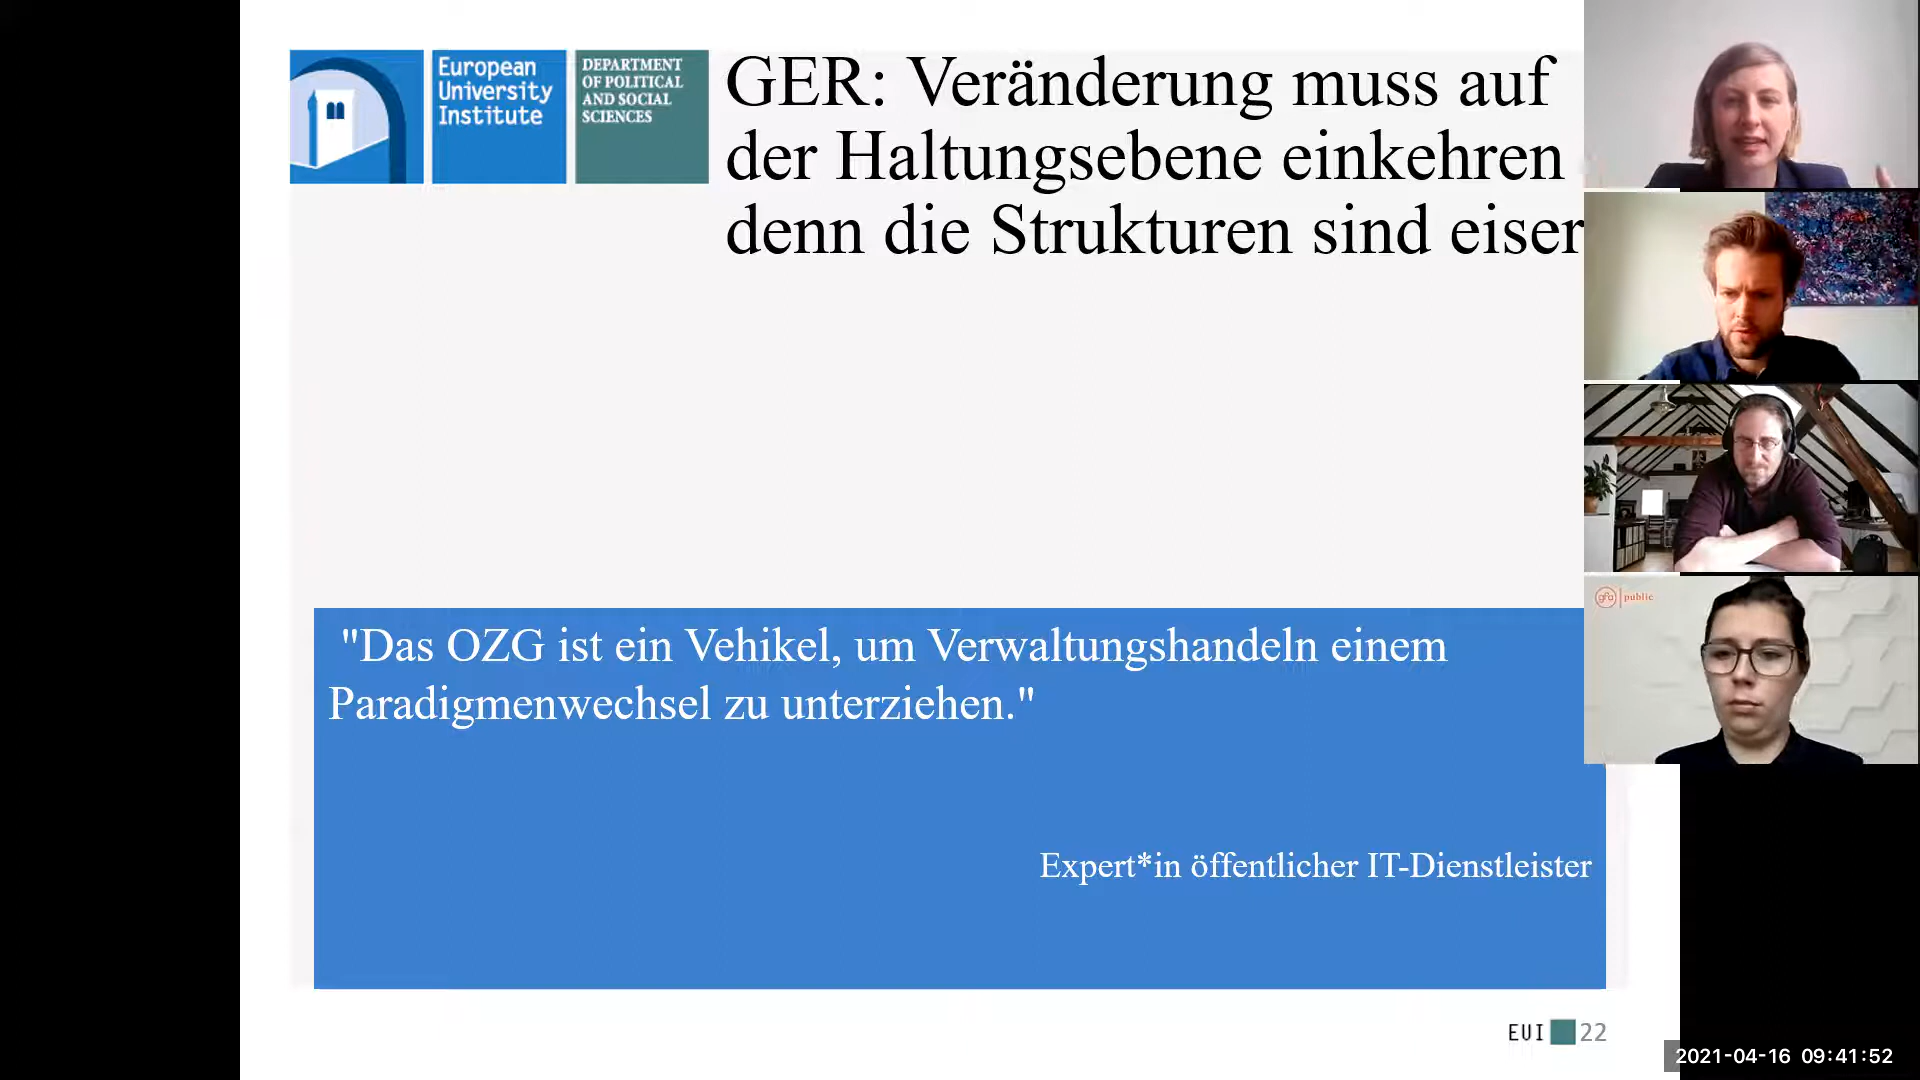 European
University
Institute
DEPARTMENT
OF POLITICAL
AND SOCIAL
SCIENCES
GER: Veränderung muss auf
der Haltungsebene einkehren
denn die Strukturen sind eiser
"Das OZG ist ein Vehikel, um Verwaltungshandeln einem
Paradigmenwechsel zu unterziehen."
Expert*in öffentlicher IT-Dienstleister
EUI 22
gfa public
2021-04-16 09:41:52